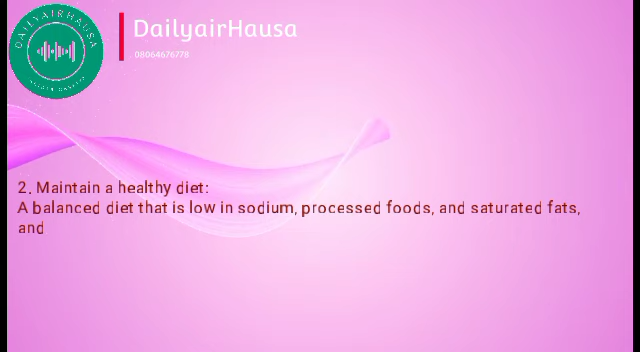 DAILYAIRHAUSA
DailyairHausa
08064676778
2. Maintain a healthy diet:
A balanced diet that is low in sodium, processed foods, and saturated fats,
and